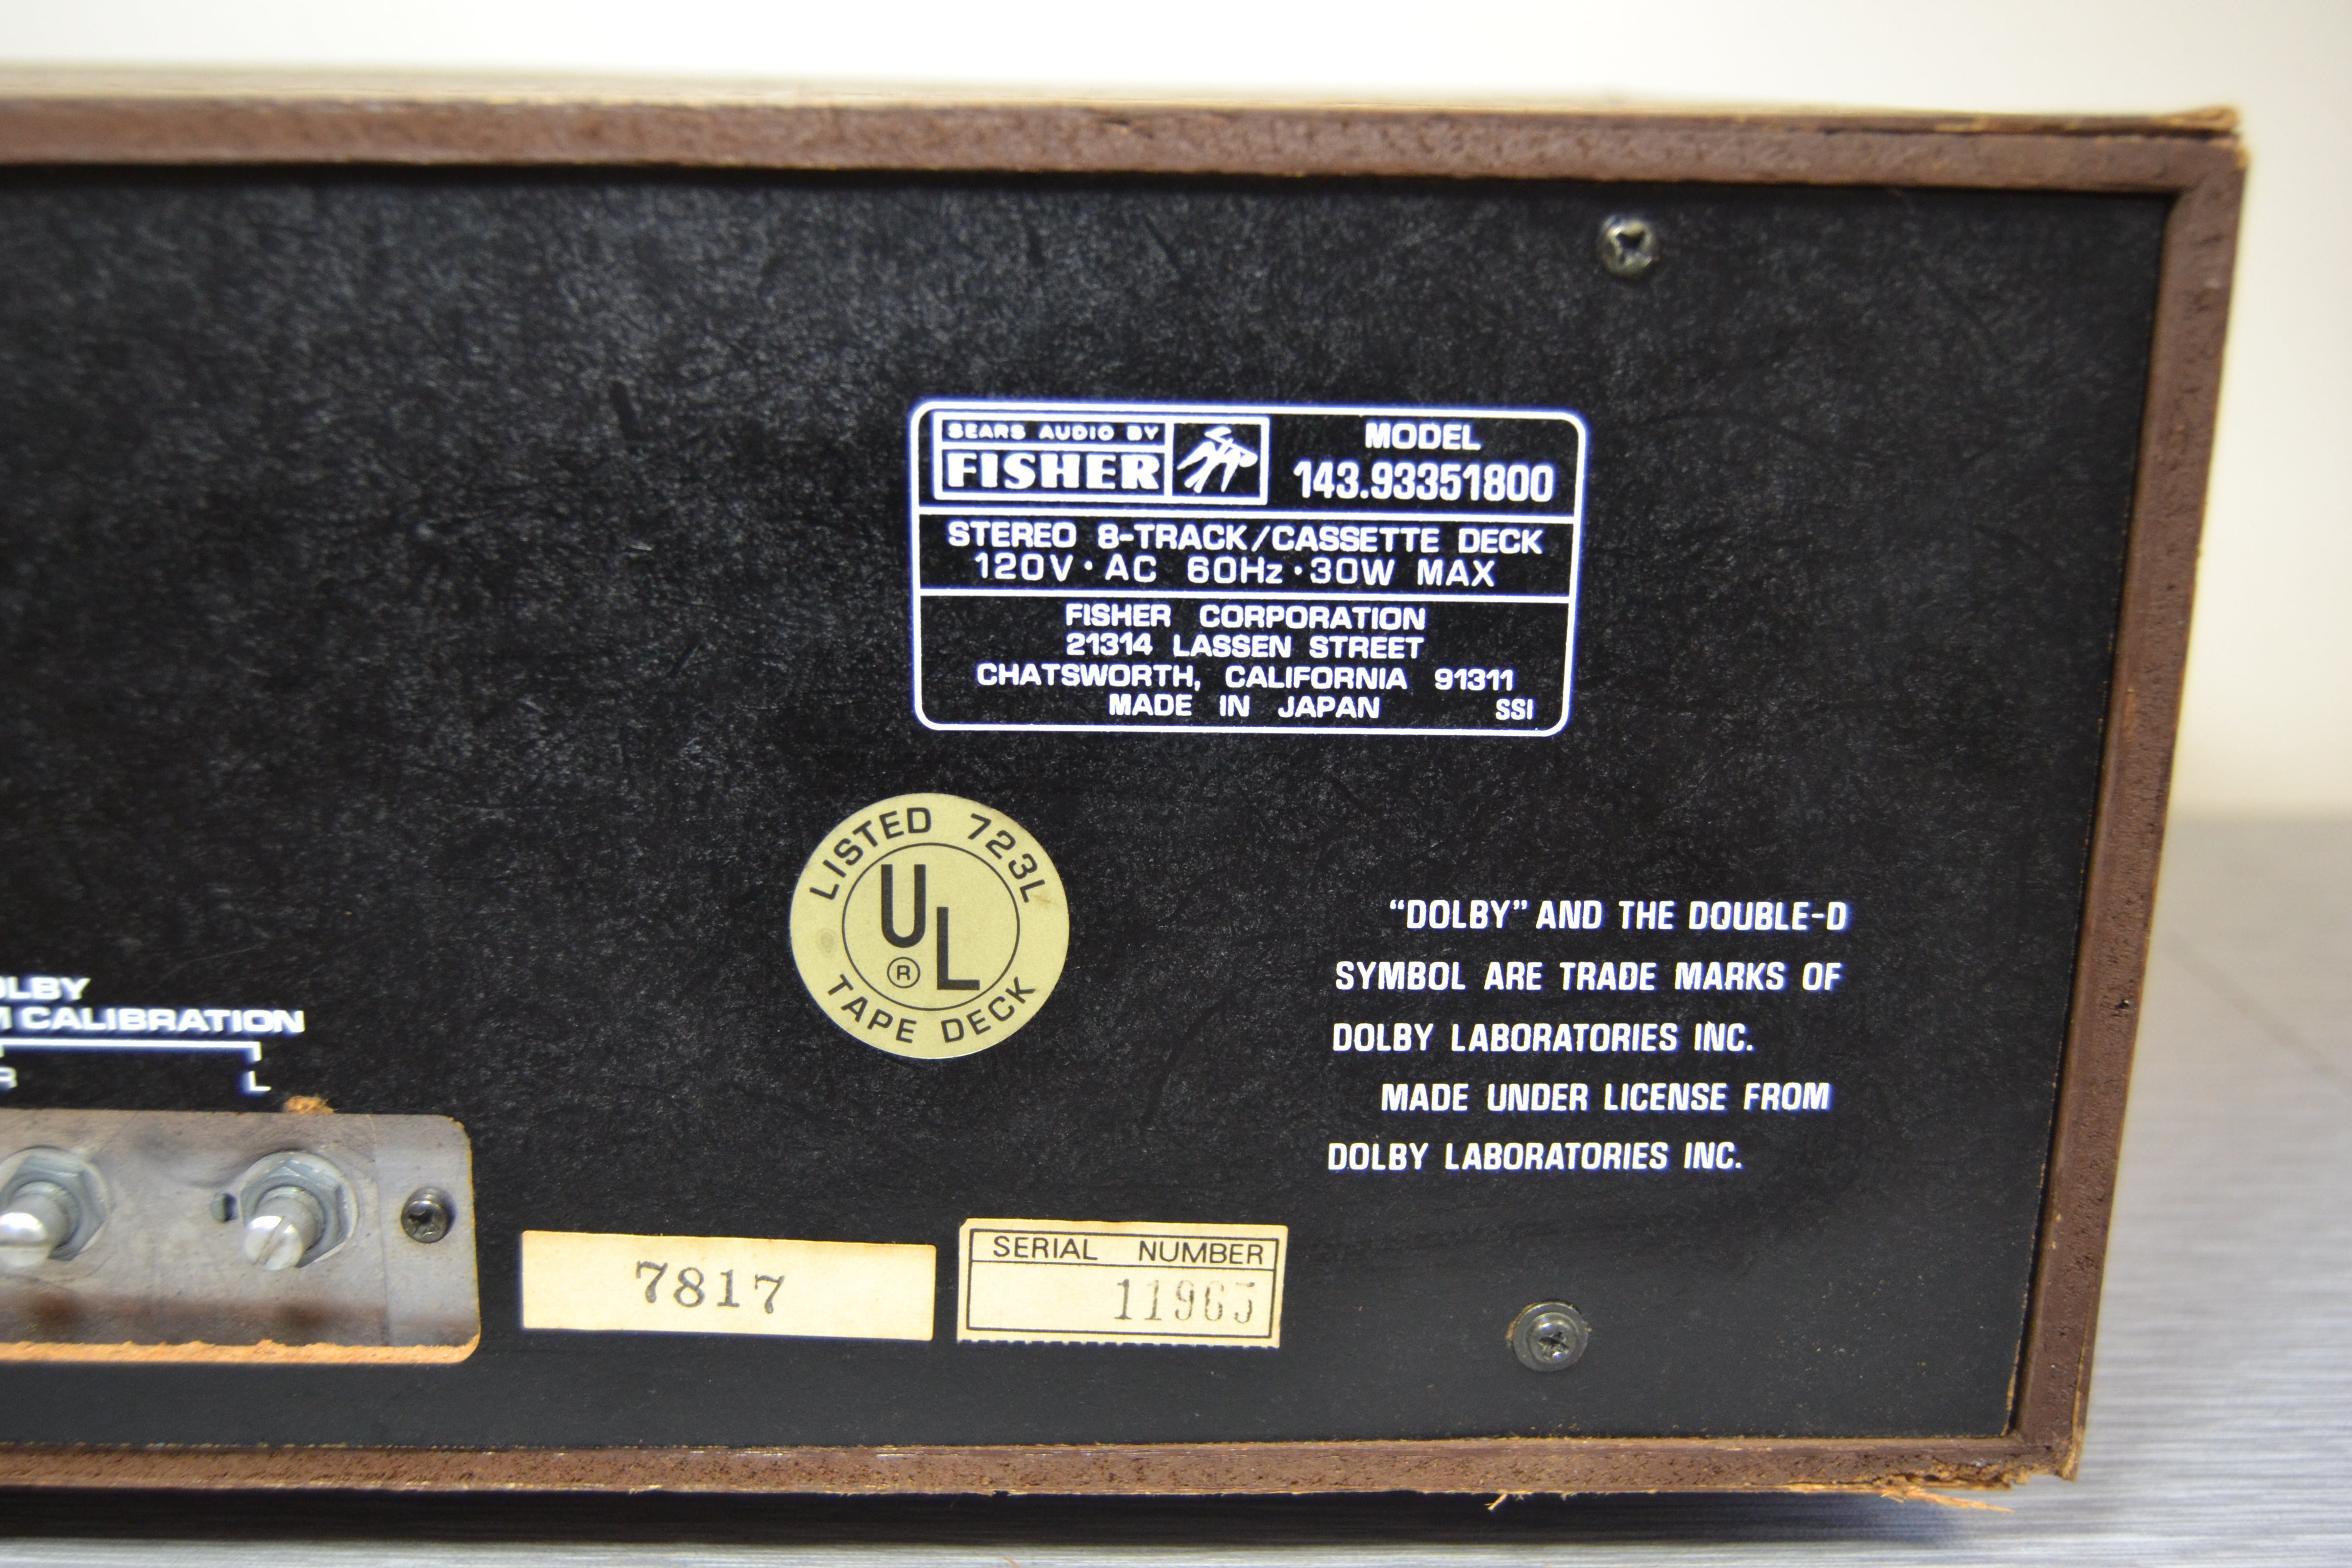 SEARS AUDIO BY
FISHER
MODEL
143.93351800
STEREO 8-TRACK/CASSETTE DECK
120V·AC 60Hz·30W MAX
FISHER CORPORATION
21314 LASSEN STREET
CHATSWORTH, CALIFORNIA 91311
MADE IN JAPAN SSI
LISTED 723L
UL
®
TAPE DECK
"DOLBY" AND THE DOUBLE-D
SYMBOL ARE TRADE MARKS OF
DOLBY LABORATORIES INC.
MADE UNDER LICENSE FROM
DOLBY LABORATORIES INC.
OLBY
M CALIBRATION
R L
7817
SERIAL NUMBER
11965